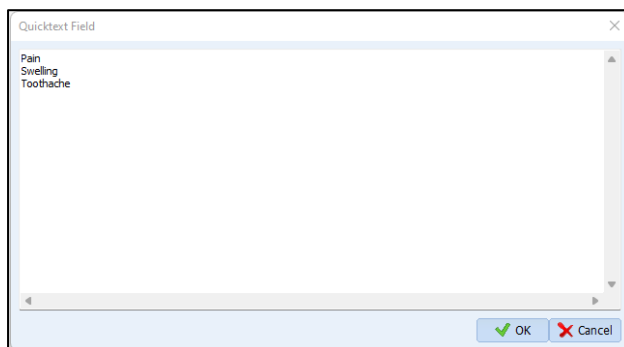 Quicktext Field
Pain
Swelling
Toothache
OK
Cancel